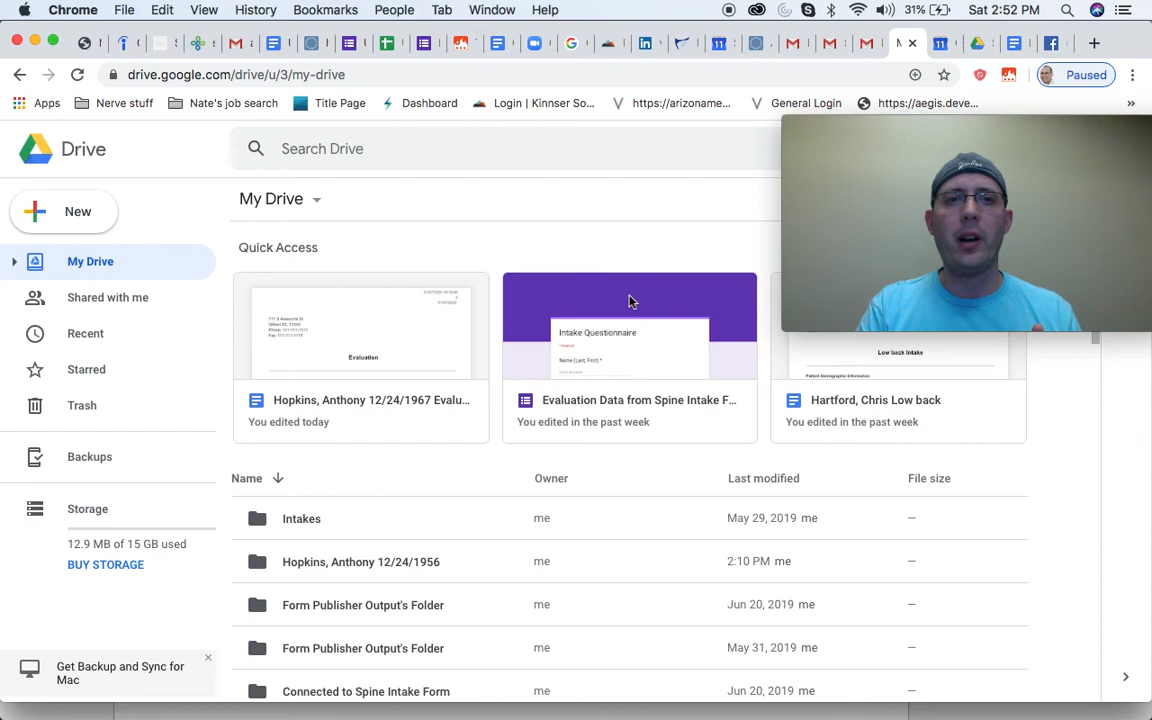 Chrome File Edit View History Bookmarks People Tab Window Help 31% Sat 2:52 PM
drive.google.com/drive/u/3/my-drive Paused
Apps Nerve stuff Nate's job search Title Page Dashboard Login | Kinnser So... https://arizoname... General Login https://aegis.deve... »
Drive
Search Drive
New
My Drive
Quick Access
My Drive
Shared with me
Recent
Starred
Trash
Backups
Storage
12.9 MB of 15 GB used
BUY STORAGE
Get Backup and Sync for
Mac
Evaluation
Intake Questionnaire
Name (Last, First) *
Low back Intake
Patient Demographic Information
Hopkins, Anthony 12/24/1967 Evalu...
You edited today
Evaluation Data from Spine Intake F...
You edited in the past week
Hartford, Chris Low back
You edited in the past week
Name Owner Last modified File size
Intakes me May 29, 2019 me —
Hopkins, Anthony 12/24/1956 me 2:10 PM me —
Form Publisher Output's Folder me Jun 20, 2019 me —
Form Publisher Output's Folder me May 31, 2019 me —
Connected to Spine Intake Form me Jun 20, 2019 me —